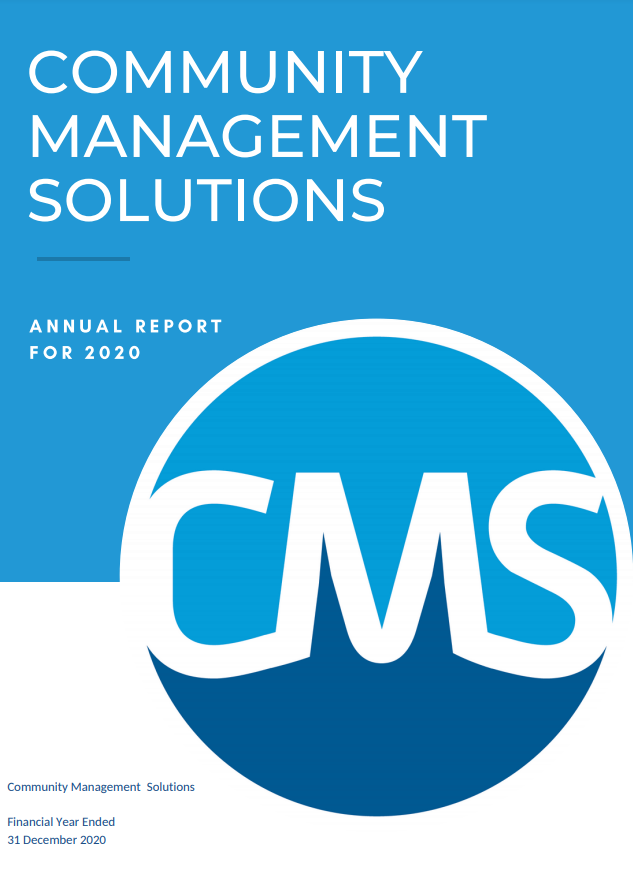 COMMUNITY
MANAGEMENT
SOLUTIONS
ANNUAL REPORT
FOR 2020
CMS
Community Management  Solutions
Financial Year Ended
31 December 2020